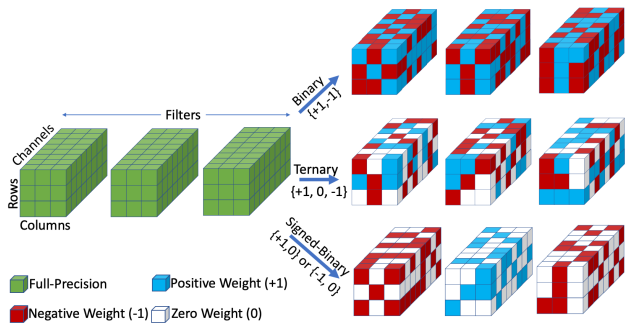 Filters
Channels
Rows
Columns
Binary
{+1,-1}
Ternary
{+1, 0, -1}
Signed-Binary
{+1,0} or {-1, 0}
Full-Precision
Positive Weight (+1)
Negative Weight (-1)
Zero Weight (0)